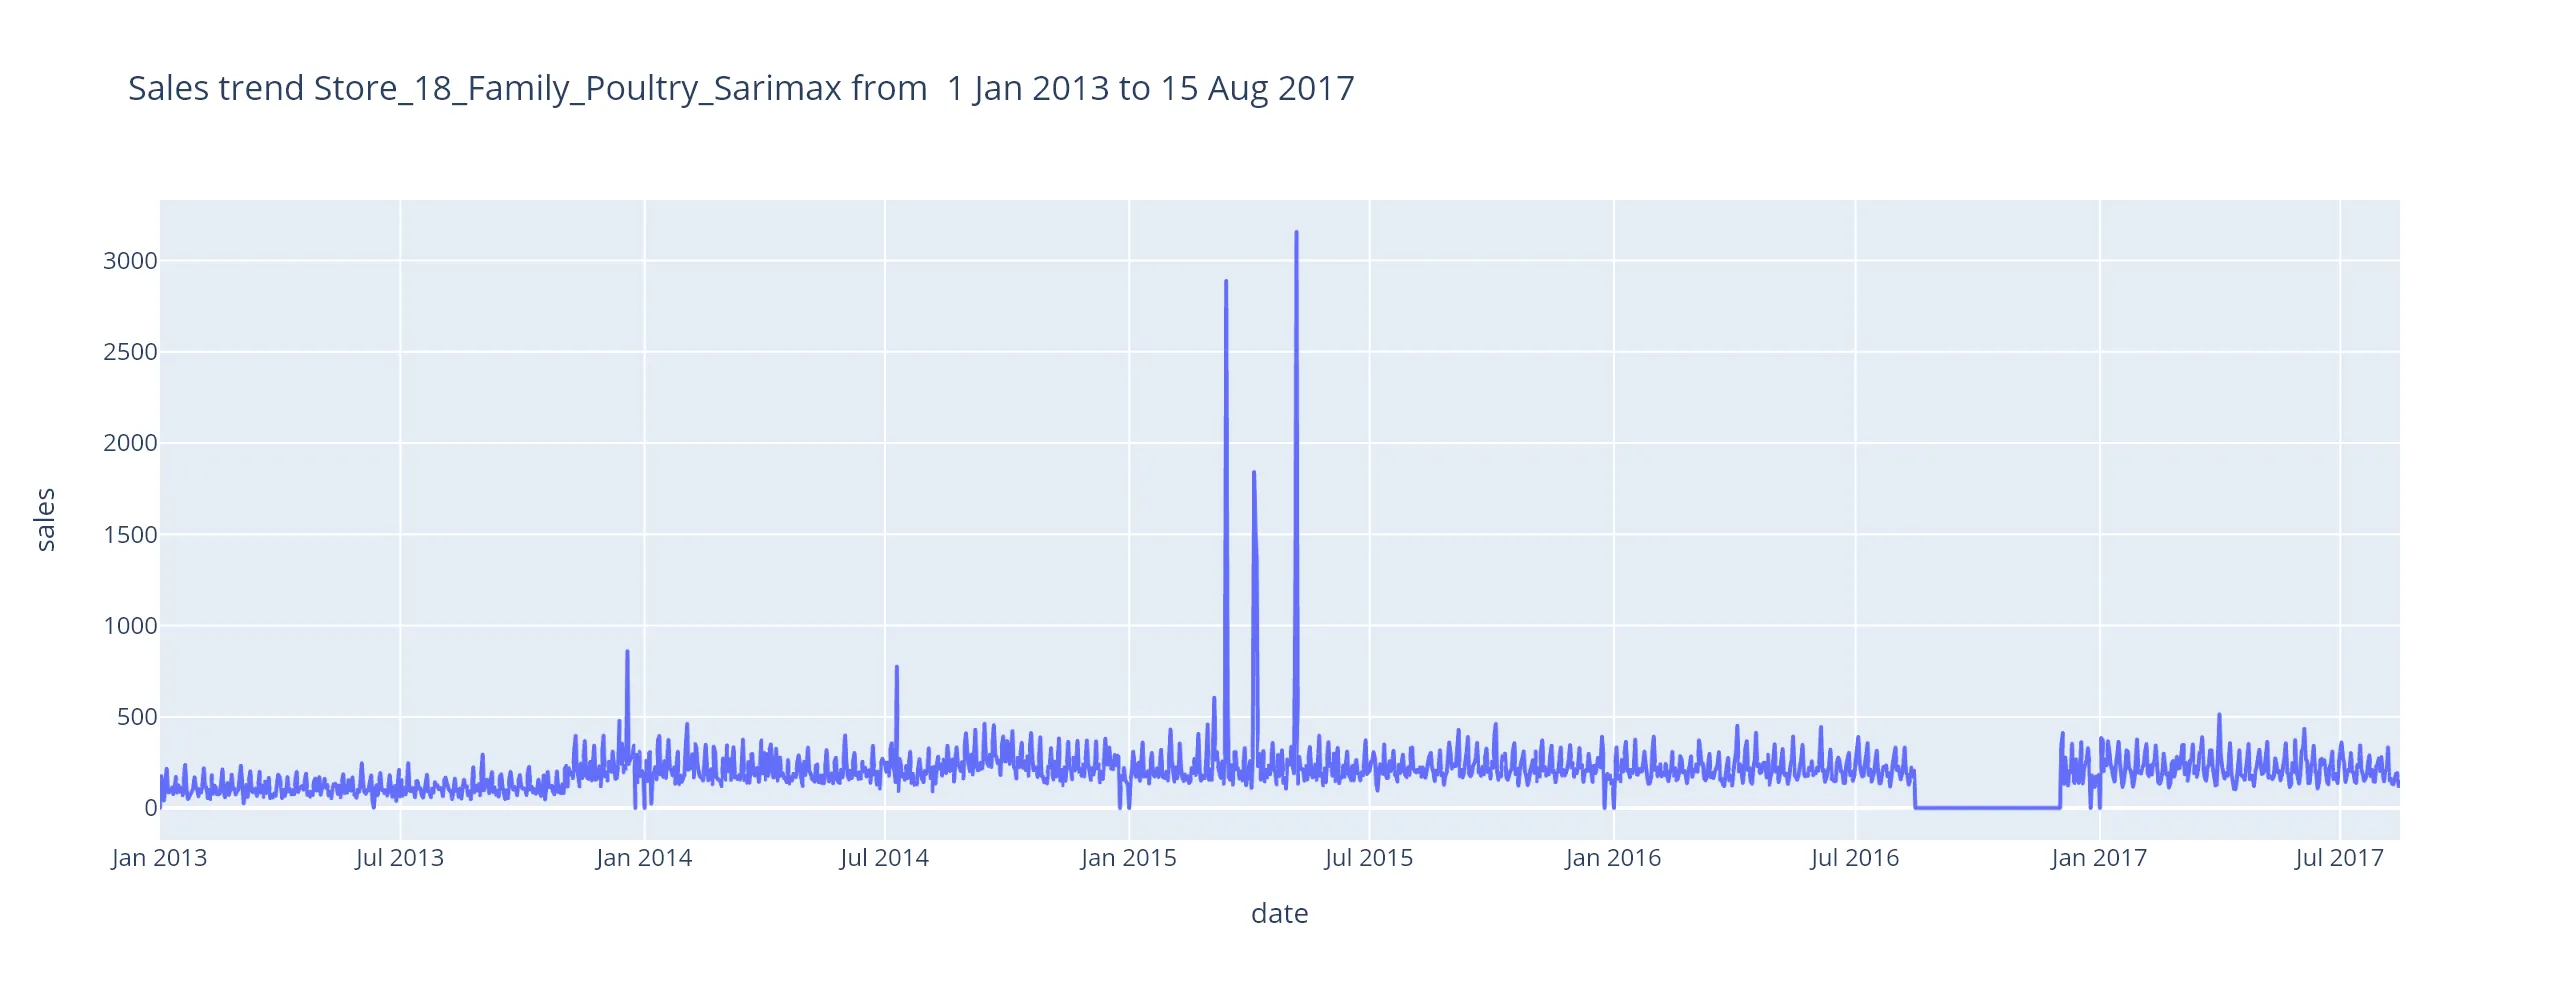 Sales trend Store_18_Family_Poultry_Sarimax from  1 Jan 2013 to 15 Aug 2017
3000
2500
2000
1500
1000
500
0
sales
Jan 2013 Jul 2013 Jan 2014 Jul 2014 Jan 2015 Jul 2015 Jan 2016 Jul 2016 Jan 2017 Jul 2017
date